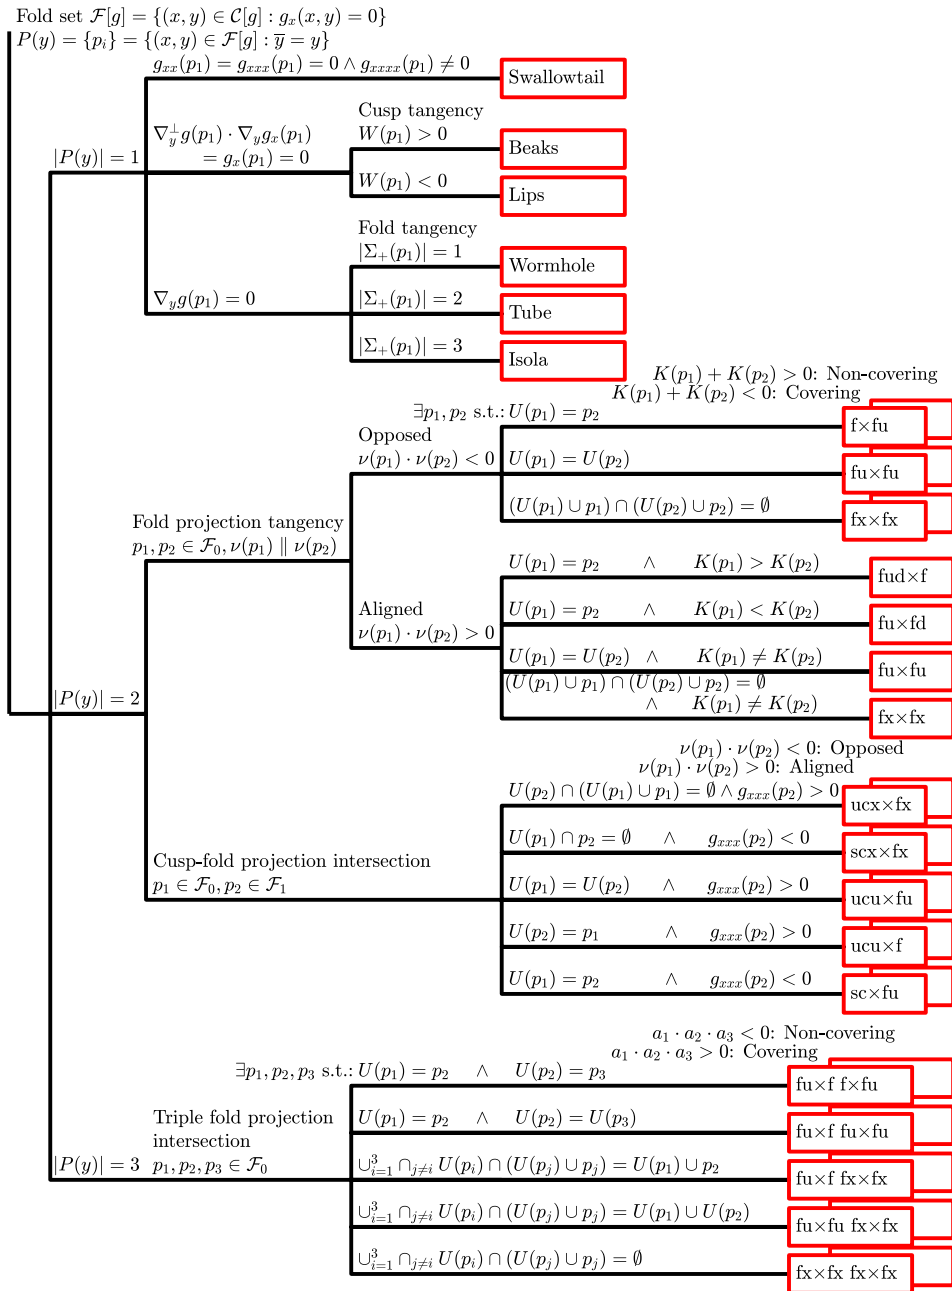 Fold set 𝓕[g] = {(x, y) ∈ 𝓒[g] : g_x(x, y) = 0}
P(y) = {p_i} = {(x, y) ∈ 𝓕[g] : y̅ = y}
g_xx(p_1) = g_xxx(p_1) = 0 ∧ g_xxxx(p_1) ≠ 0
Swallowtail
Cusp tangency
∇_y^⊥ g(p_1) · ∇_y g_x(p_1)
= g_x(p_1) = 0
W(p_1) > 0
Beaks
|P(y)| = 1
W(p_1) < 0
Lips
Fold tangency
|Σ_+(p_1)| = 1
Wormhole
∇_y g(p_1) = 0
|Σ_+(p_1)| = 2
Tube
|Σ_+(p_1)| = 3
Isola
K(p_1) + K(p_2) > 0: Non-covering
K(p_1) + K(p_2) < 0: Covering
∃p_1, p_2 s.t.: U(p_1) = p_2
f×fu
Opposed
ν(p_1) · ν(p_2) < 0
U(p_1) = U(p_2)
fu×fu
(U(p_1) ∪ p_1) ∩ (U(p_2) ∪ p_2) = ∅
fx×fx
Fold projection tangency
p_1, p_2 ∈ 𝓕_0, ν(p_1) ∥ ν(p_2)
U(p_1) = p_2 ∧ K(p_1) > K(p_2)
fud×f
Aligned
ν(p_1) · ν(p_2) > 0
U(p_1) = p_2 ∧ K(p_1) < K(p_2)
fu×fd
U(p_1) = U(p_2) ∧ K(p_1) ≠ K(p_2)
fu×fu
(U(p_1) ∪ p_1) ∩ (U(p_2) ∪ p_2) = ∅
∧ K(p_1) ≠ K(p_2)
fx×fx
|P(y)| = 2
ν(p_1) · ν(p_2) < 0: Opposed
ν(p_1) · ν(p_2) > 0: Aligned
U(p_2) ∩ (U(p_1) ∪ p_1) = ∅ ∧ g_xxx(p_2) > 0
ucx×fx
U(p_1) ∩ p_2 = ∅ ∧ g_xxx(p_2) < 0
scx×fx
Cusp-fold projection intersection
p_1 ∈ 𝓕_0, p_2 ∈ 𝓕_1
U(p_1) = U(p_2) ∧ g_xxx(p_2) > 0
ucu×fu
U(p_2) = p_1 ∧ g_xxx(p_2) > 0
ucu×f
U(p_1) = p_2 ∧ g_xxx(p_2) < 0
sc×fu
a_1 · a_2 · a_3 < 0: Non-covering
a_1 · a_2 · a_3 > 0: Covering
∃p_1, p_2, p_3 s.t.: U(p_1) = p_2 ∧ U(p_2) = p_3
fu×f f×fu
Triple fold projection
intersection
p_1, p_2, p_3 ∈ 𝓕_0
U(p_1) = p_2 ∧ U(p_2) = U(p_3)
fu×f fu×fu
|P(y)| = 3
∪_{i=1}^3 ∩_{j≠i} U(p_i) ∩ (U(p_j) ∪ p_j) = U(p_1) ∪ p_2
fu×f fx×fx
∪_{i=1}^3 ∩_{j≠i} U(p_i) ∩ (U(p_j) ∪ p_j) = U(p_1) ∪ U(p_2)
fu×fu fx×fx
∪_{i=1}^3 ∩_{j≠i} U(p_i) ∩ (U(p_j) ∪ p_j) = ∅
fx×fx fx×fx